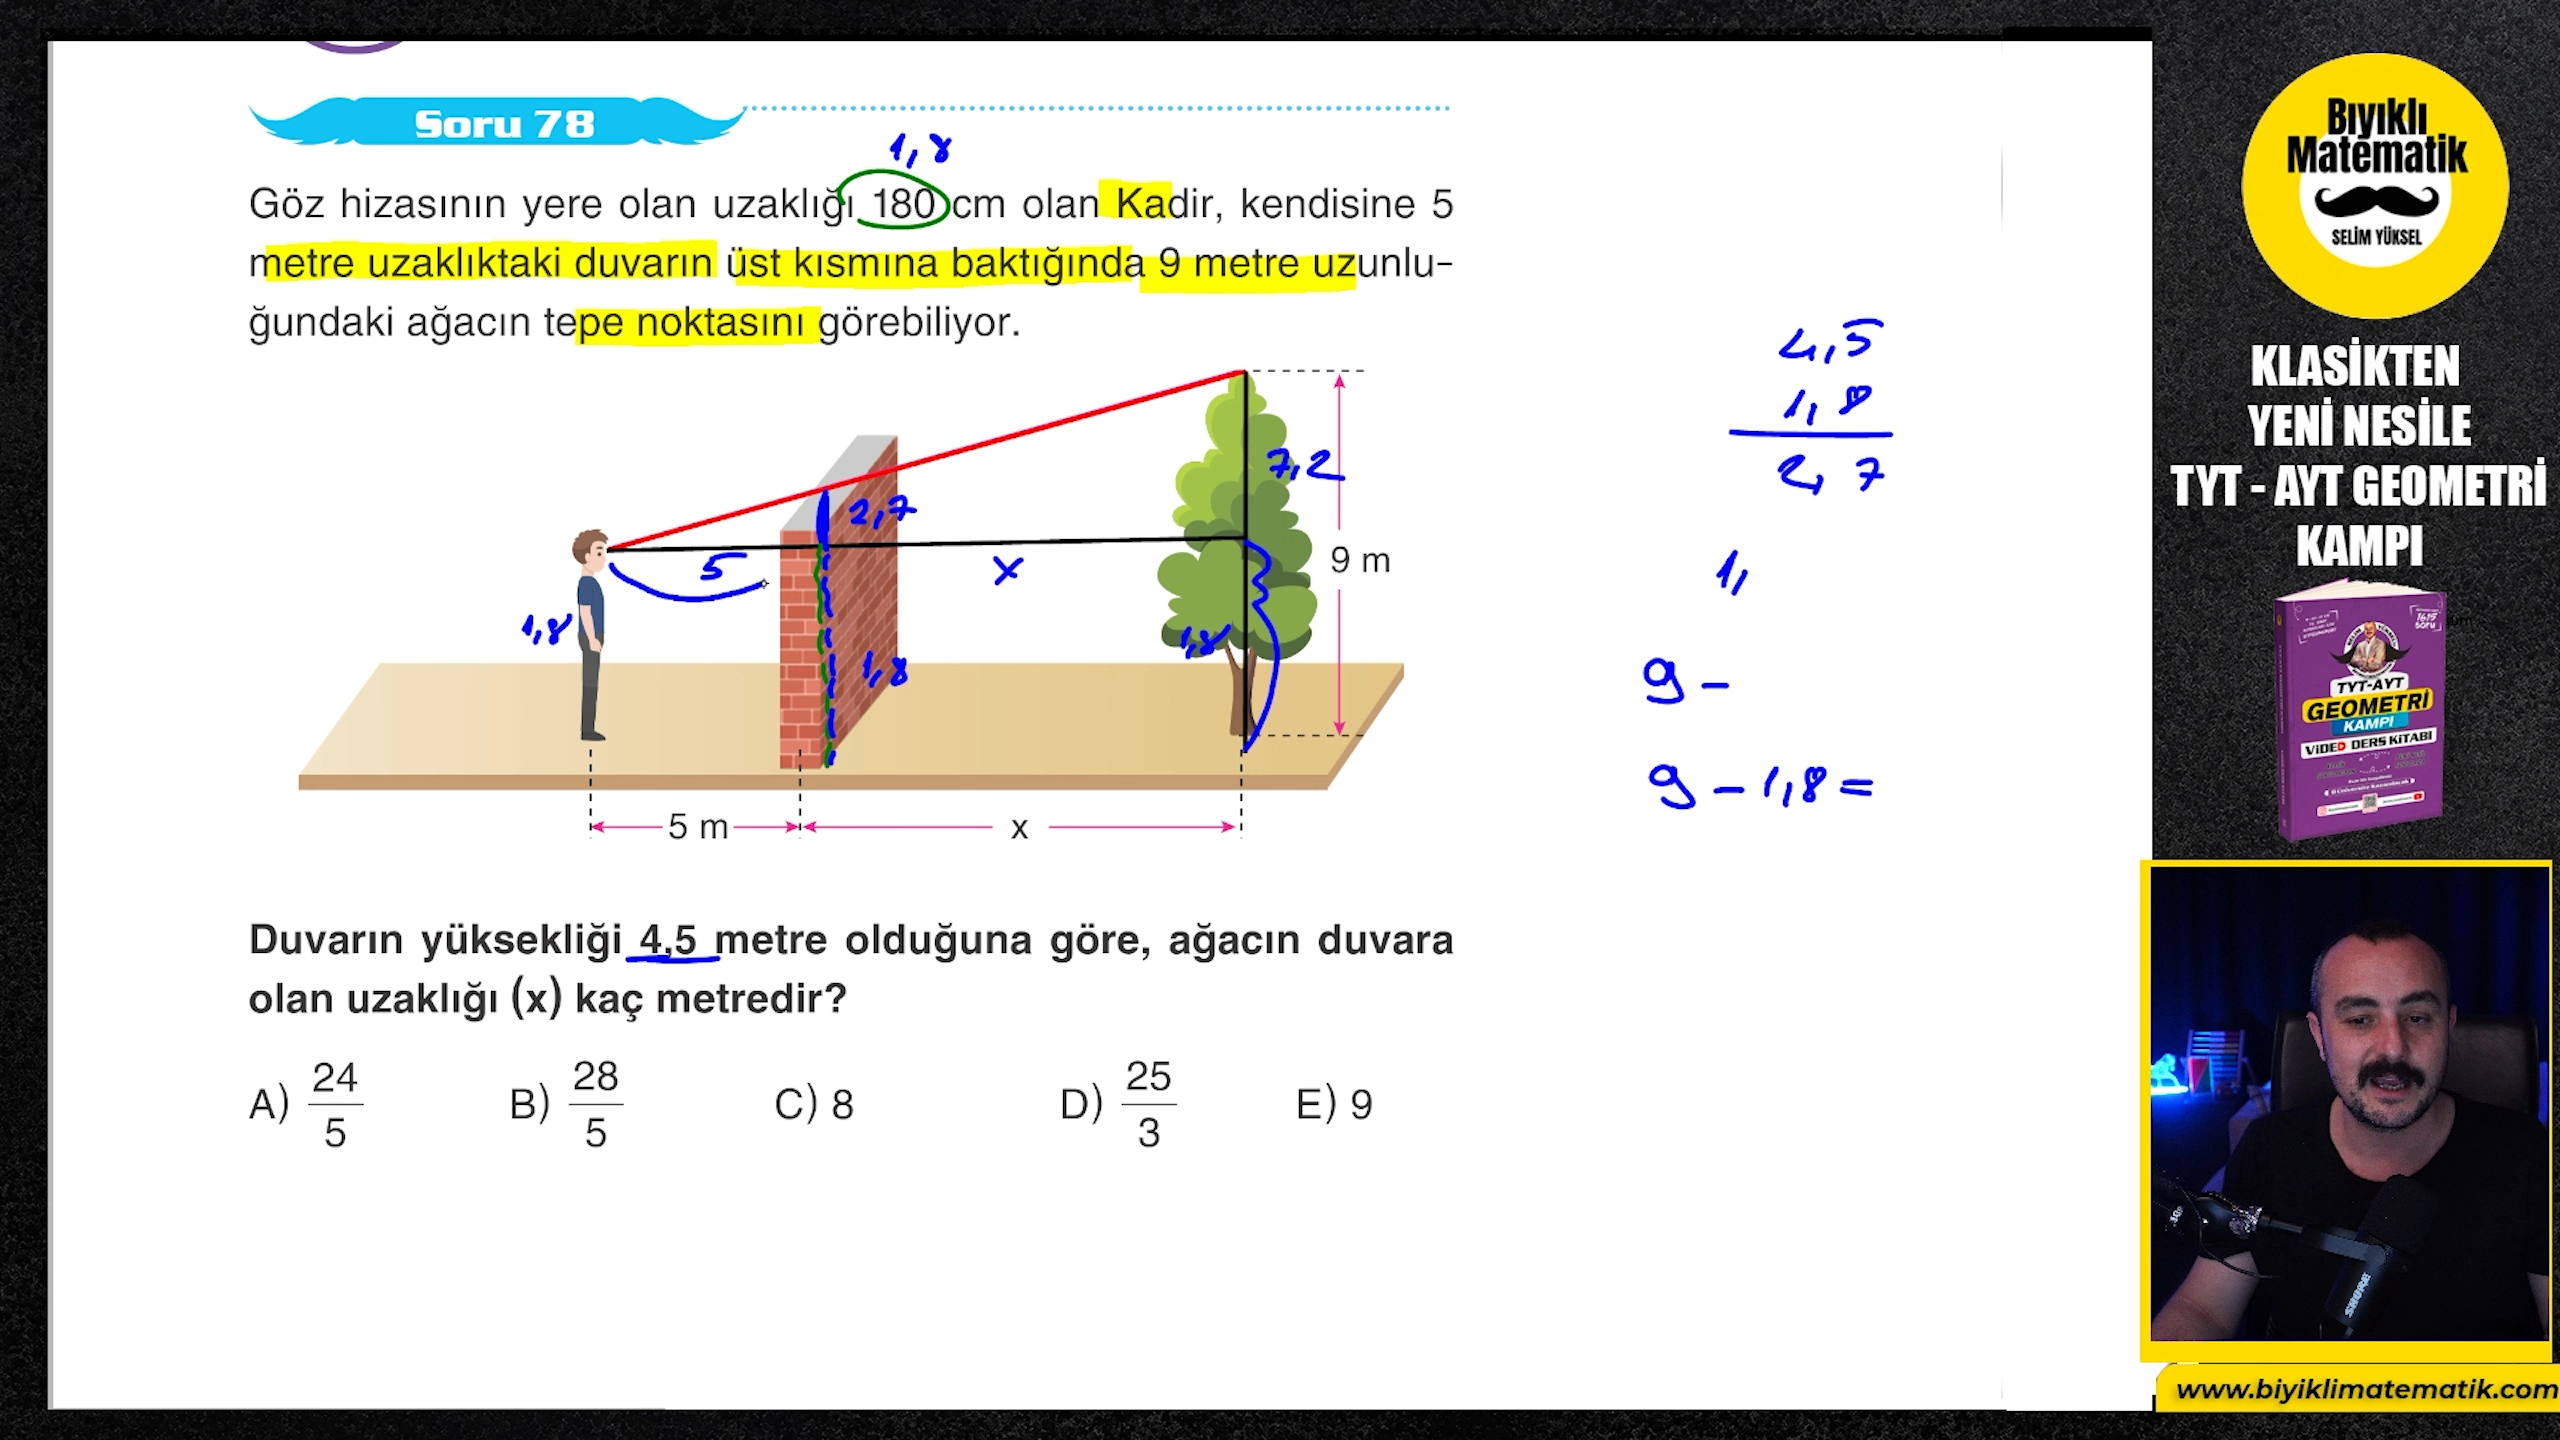 Soru 78
1,8
Göz hizasının yere olan uzaklığı 180 cm olan Kadir, kendisine 5
metre uzaklıktaki duvarın üst kısmına baktığında 9 metre uzunlu-
ğundaki ağacın tepe noktasını görebiliyor.
7,2
2,7
5
x
9 m
1,8
1,8
1,8
5 m
x
4,5
1,8
2,7
1,
9 -
9 - 1,8 =
Duvarın yüksekliği 4,5 metre olduğuna göre, ağacın duvara
olan uzaklığı (x) kaç metredir?
A) 24/5 B) 28/5 C) 8 D) 25/3 E) 9
Bıyıklı
Matematik
SELİM YÜKSEL
KLASİKTEN
YENİ NESİLE
TYT - AYT GEOMETRİ
KAMPI
1615
soru
TYT-AYT
GEOMETRİ
KAMPI
VİDEO DERS KİTABI
SHURE
www.biyiklimatematik.com